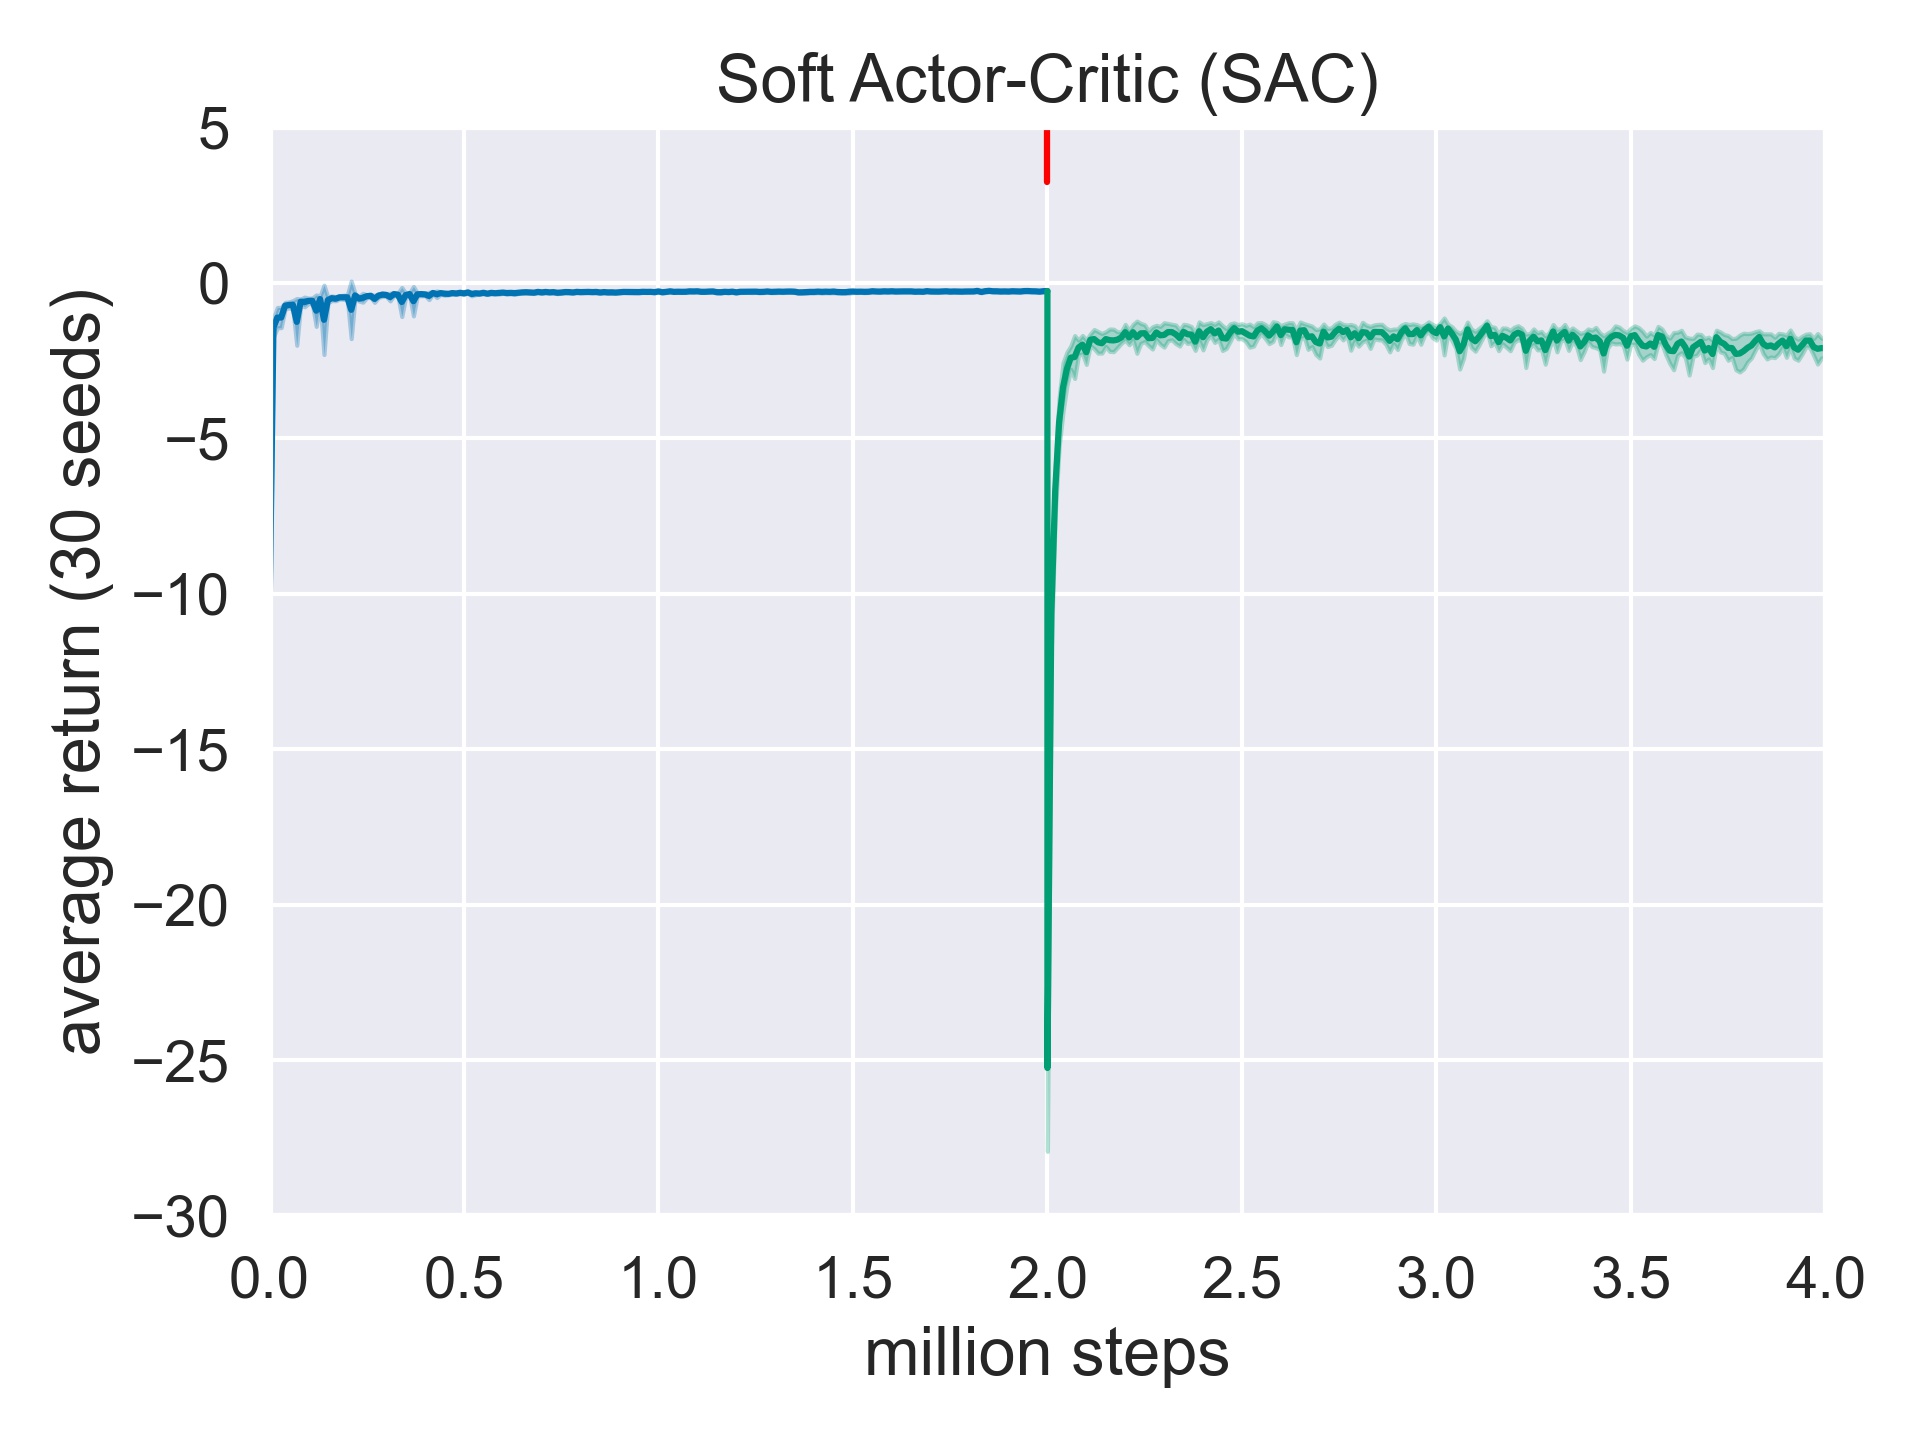 Soft Actor-Critic (SAC)
average return (30 seeds)
5
0
−5
−10
−15
−20
−25
−30
0.0 0.5 1.0 1.5 2.0 2.5 3.0 3.5 4.0
million steps